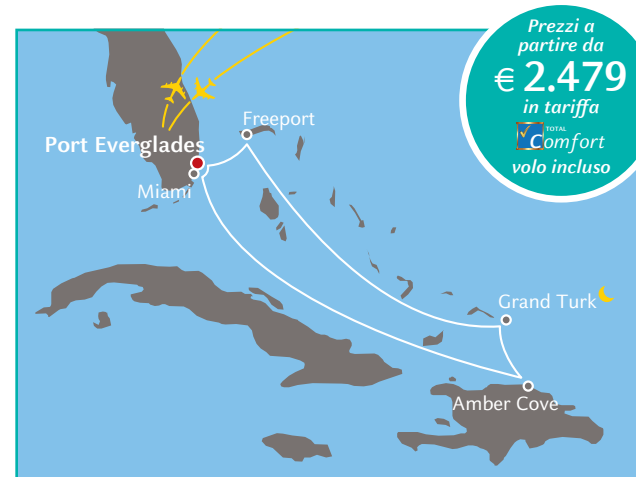 Prezzi a
partire da
€ 2.479
in tariffa
TOTAL
Comfort
volo incluso
Freeport
Port Everglades
Miami
Grand Turk
Amber Cove